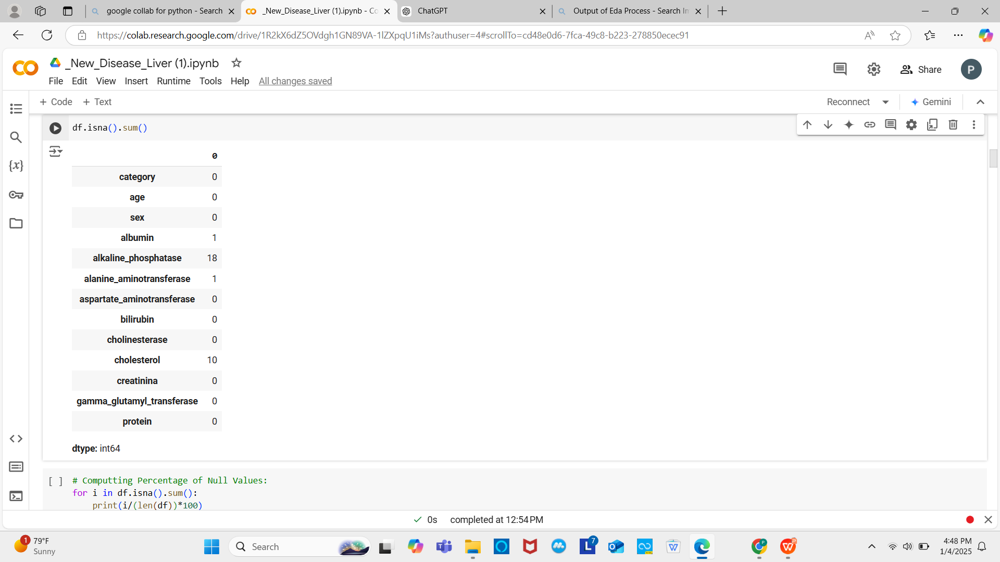 google collab for python - Search
_New_Disease_Liver (1).ipynb - Co
ChatGPT
Output of Eda Process - Search Im
https://colab.research.google.com/drive/1R2kX6dZ5OVdgh1GN89VA-1lZXpqU1iMs?authuser=4#scrollTo=cd48e0d6-7fca-49c8-b223-278850ecec91
_New_Disease_Liver (1).ipynb
Share
P
File Edit View Insert Runtime Tools Help All changes saved
+ Code + Text
Reconnect
Gemini
df.isna().sum()
0
category 0
age 0
sex 0
albumin 1
alkaline_phosphatase 18
alanine_aminotransferase 1
aspartate_aminotransferase 0
bilirubin 0
cholinesterase 0
cholesterol 10
creatinina 0
gamma_glutamyl_transferase 0
protein 0
dtype: int64
[ ] # Computting Percentage of Null Values:
for i in df.isna().sum():
print(i/(len(df))*100)
0s completed at 12:54 PM
1
79°F
Sunny
Search
7
4:48 PM
1/4/2025